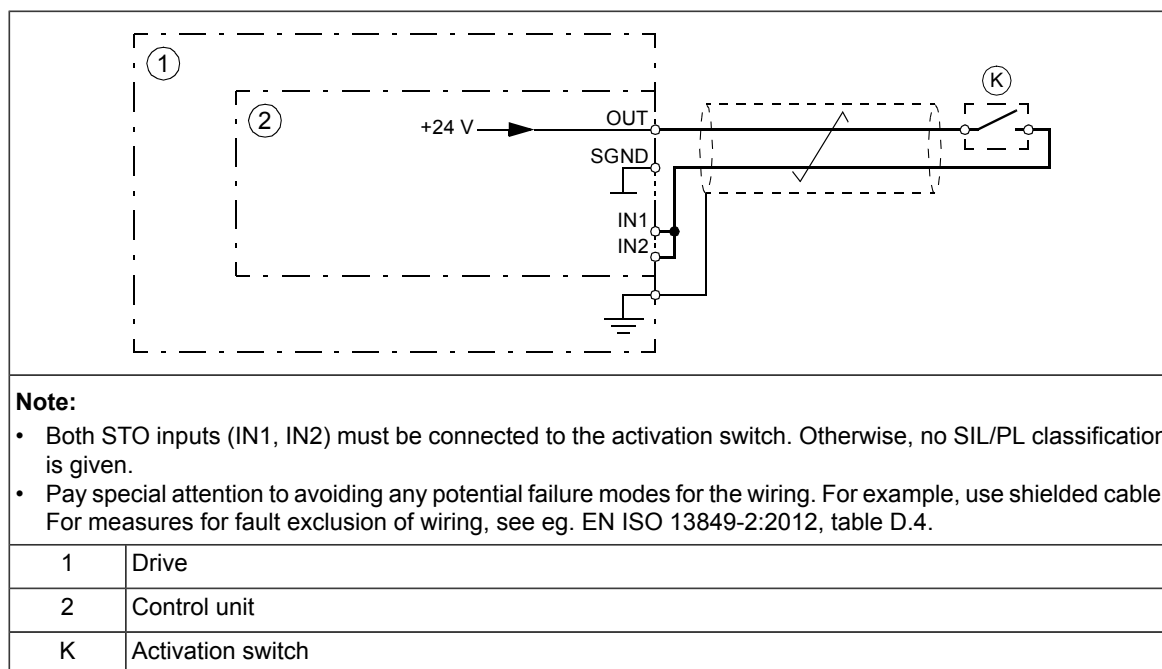 1
K
2
+24 V
OUT
SGND
IN1
IN2
Note:
• Both STO inputs (IN1, IN2) must be connected to the activation switch. Otherwise, no SIL/PL classification
is given.
• Pay special attention to avoiding any potential failure modes for the wiring. For example, use shielded cable
For measures for fault exclusion of wiring, see eg. EN ISO 13849-2:2012, table D.4.
1 Drive
2 Control unit
K Activation switch